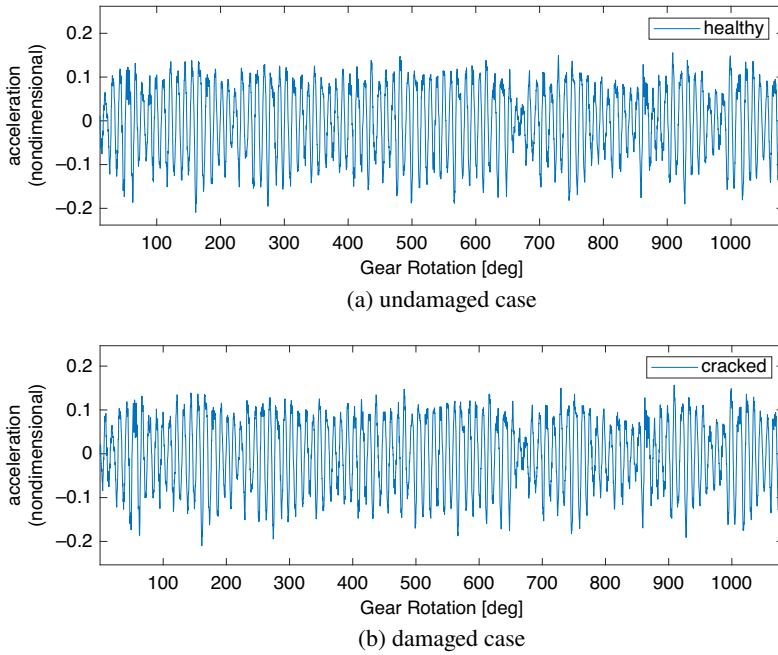 healthy
0.2
0.1
0
−0.1
−0.2
acceleration
(nondimensional)
100 200 300 400 500 600 700 800 900 1000
Gear Rotation [deg]
(a) undamaged case
cracked
0.2
0.1
0
−0.1
−0.2
acceleration
(nondimensional)
100 200 300 400 500 600 700 800 900 1000
Gear Rotation [deg]
(b) damaged case